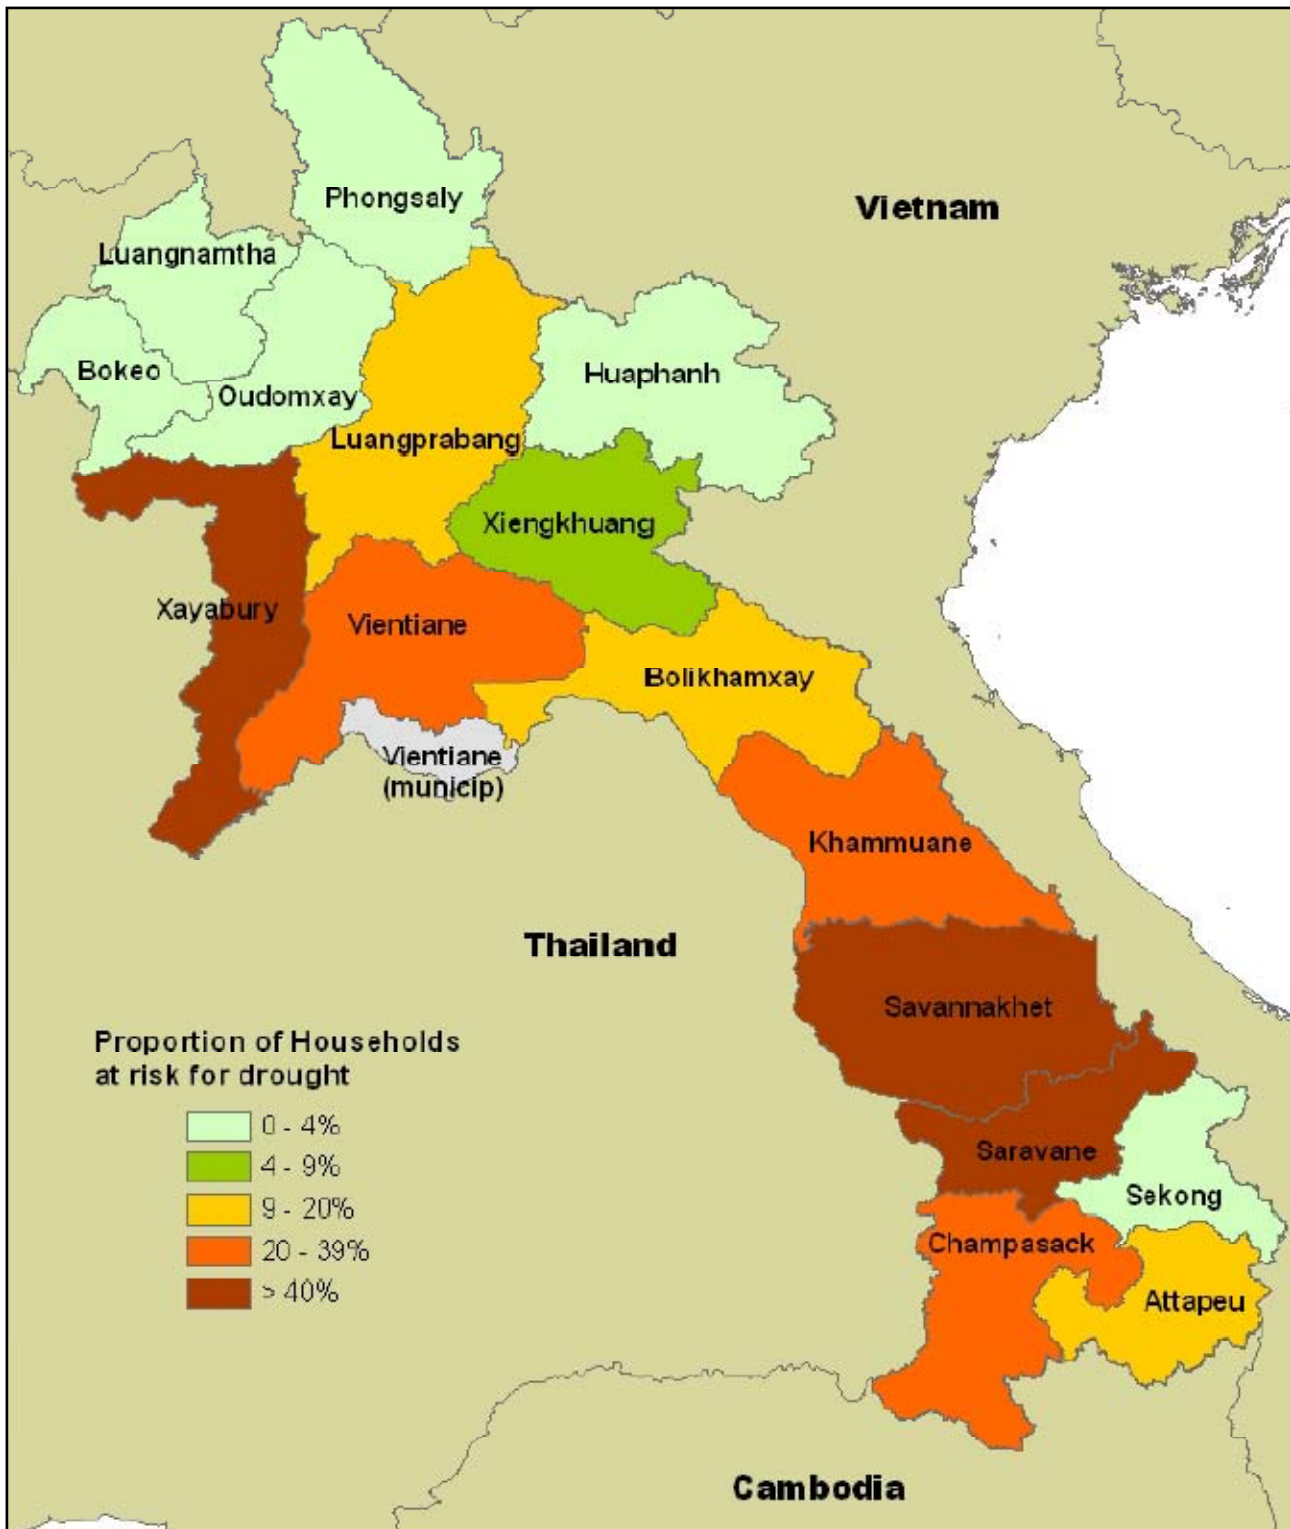 Phongsaly
Vietnam
Luangnamtha
Bokeo
Huaphanh
Oudomxay
Luangprabang
Xiengkhuang
Xayabury
Vientiane
Bolikhamxay
Vientiane
(municip)
Khammuane
Thailand
Savannakhet
Proportion of Households
at risk for drought
0 - 4%
4 - 9%
9 - 20%
20 - 39%
> 40%
Saravane
Sekong
Champasack
Attapeu
Cambodia